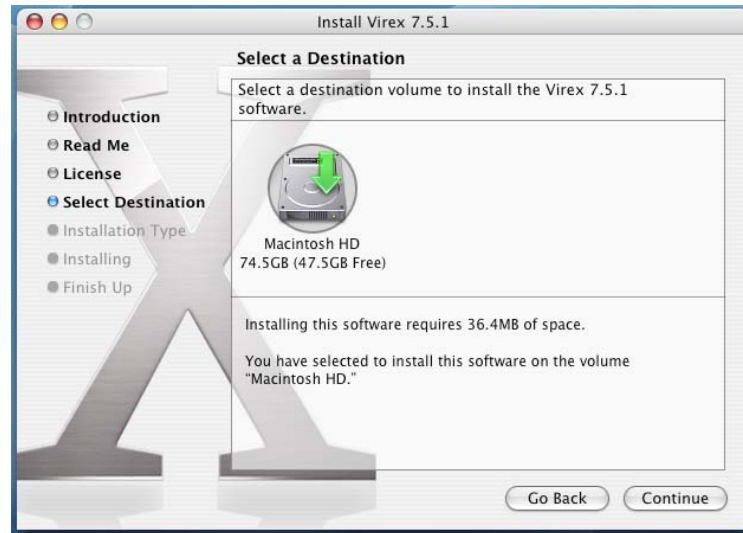 Install Virex 7.5.1
Select a Destination
Introduction
Read Me
License
Select Destination
Installation Type
Installing
Finish Up
Select a destination volume to install the Virex 7.5.1
software.
Macintosh HD
74.5GB (47.5GB Free)
Installing this software requires 36.4MB of space.
You have selected to install this software on the volume
“Macintosh HD.”
Go Back
Continue